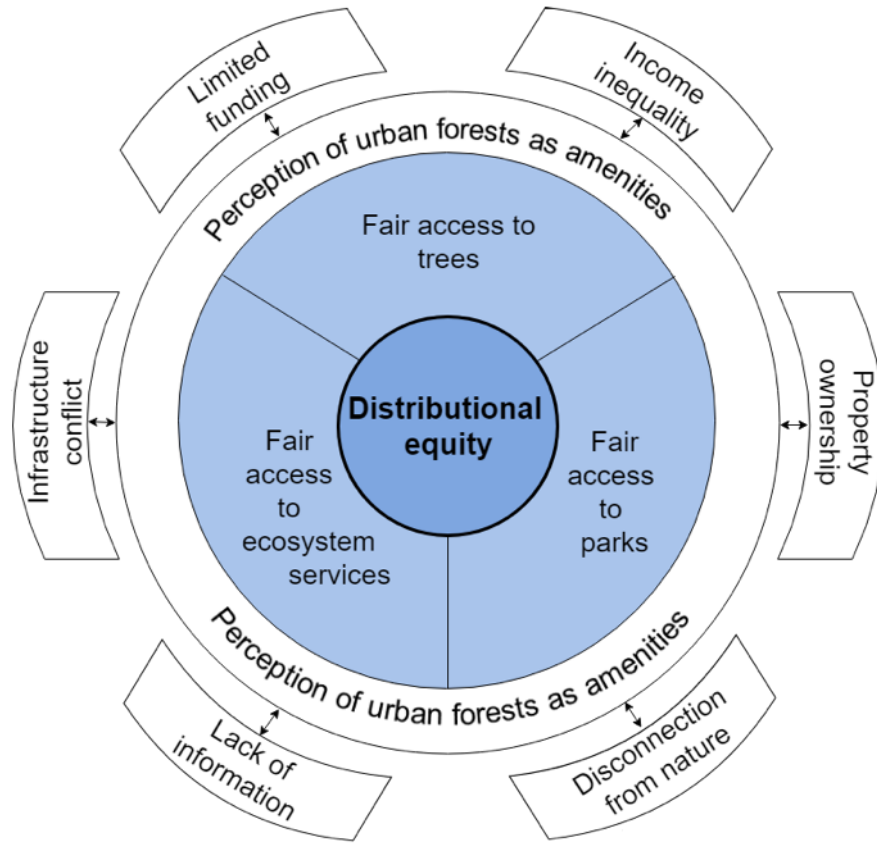 Limited
funding
Income
inequality
Perception of urban forests as amenities
Fair access to
trees
Infrastructure
conflict
Distributional
equity
Property
ownership
Fair
access
to
ecosystem
services
Fair
access
to
parks
Perception of urban forests as amenities
Lack of
information
Disconnection
from nature